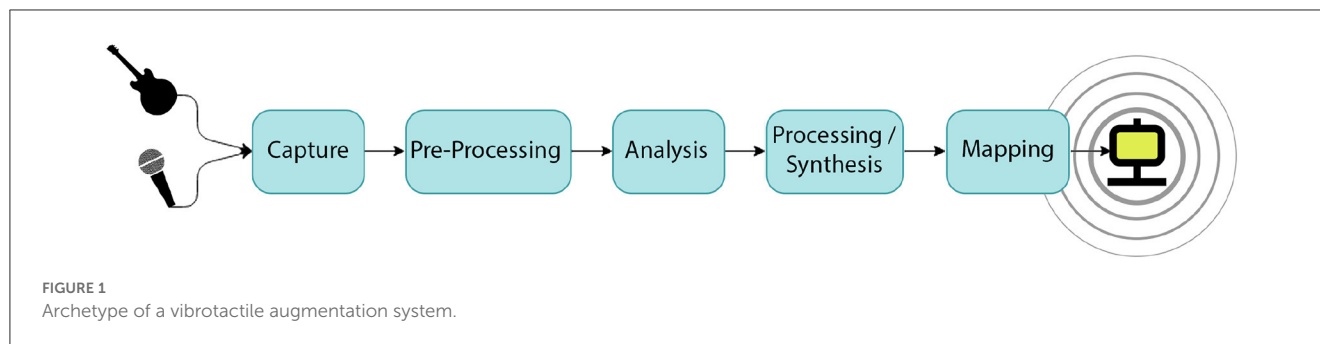 Capture
Pre-Processing
Analysis
Processing /
Synthesis
Mapping
FIGURE 1
Archetype of a vibrotactile augmentation system.